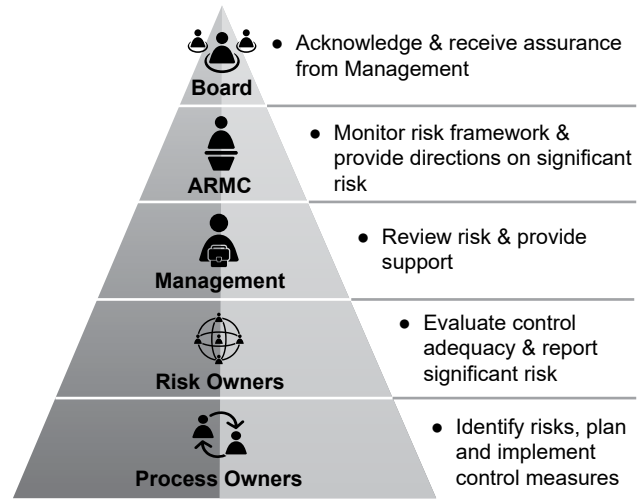 Board
● Acknowledge & receive assurance
from Management
ARMC
● Monitor risk framework &
provide directions on significant
risk
Management
● Review risk & provide
support
Risk Owners
● Evaluate control
adequacy & report
significant risk
Process Owners
● Identify risks, plan
and implement
control measures